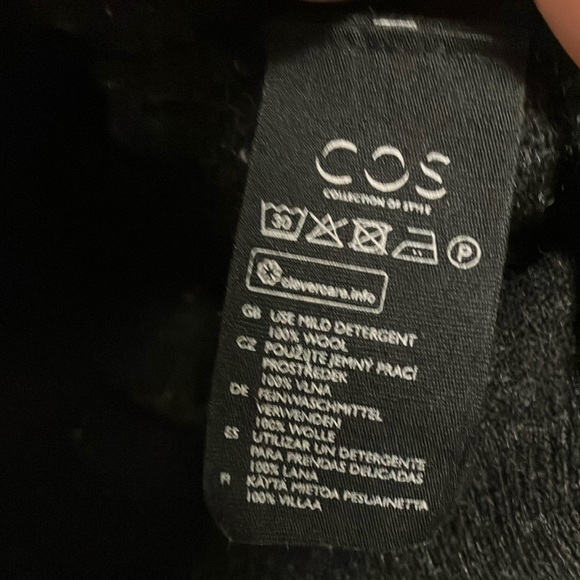 COS
COLLECTION OF STYLE
30 P
clevercare.info
GB USE MILD DETERGENT
100% WOOL
CZ POUŽIJTE JEMNÝ PRACÍ
PROSTŘEDEK
100% VLNA
DE FEINWASCHMITTEL
VERWENDEN
100% WOLLE
ES UTILIZAR UN DETERGENTE
PARA PRENDAS DELICADAS
100% LANA
FI KÄYTÄ MIETOA PESUAINETTA
100% VILLAA